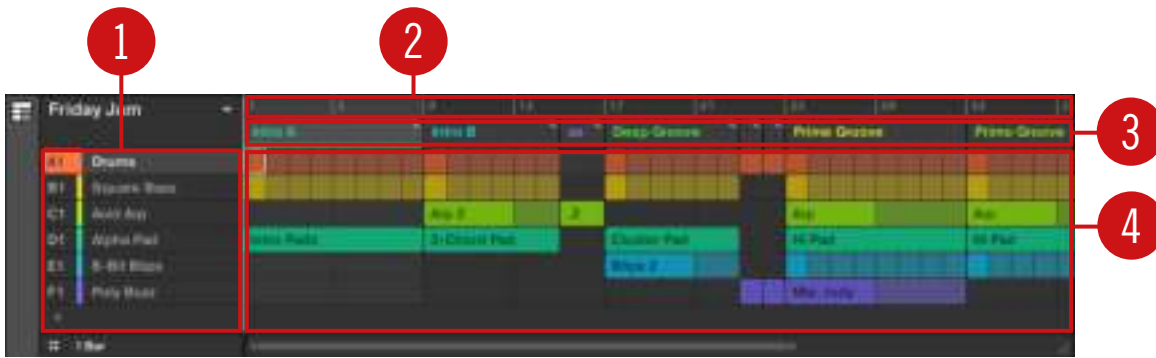 1
2
Friday Jam
1 5 9 13 17 21 25 29 33
Intro B Intro B Deep Groove Prime Groove Prime Groove
3
A1 Drums
B1 Square Bass
C1 Acid Arp Arp 2 2 Arp Arp
4
D1 Alpha Pad Intro Pads 2-Chord Pad Cluster Pad Hi Pad Hi Pad
E1 8-Bit Blips Blips 2
F1 Poly Buzz
+
1 Bar